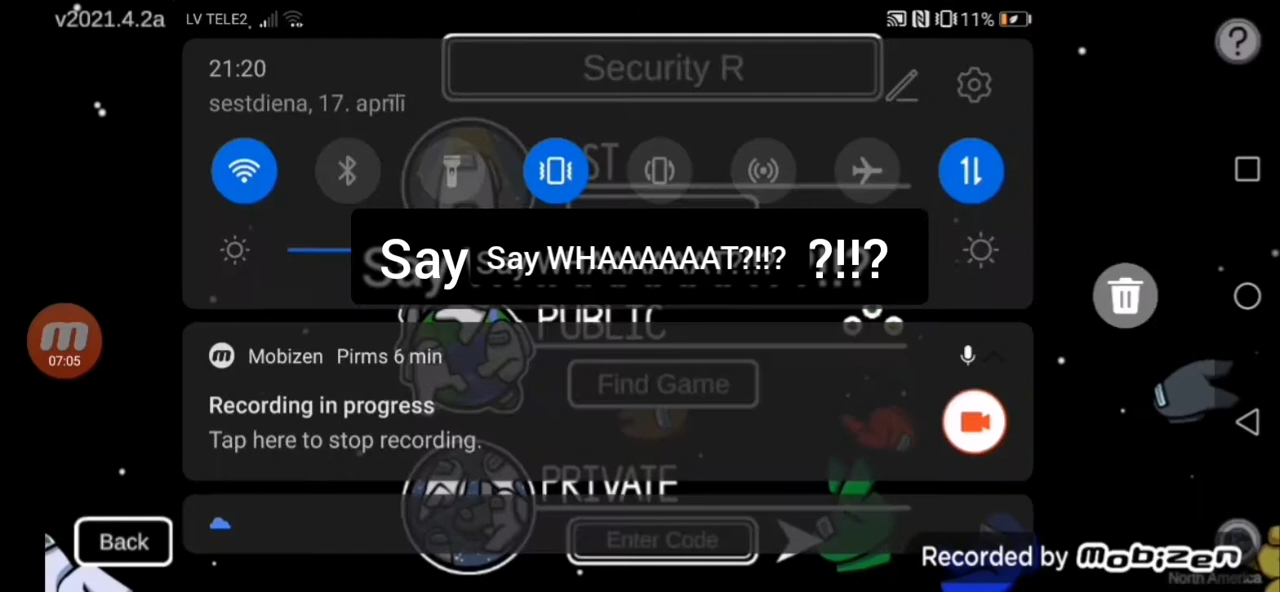 v2021.4.2a
LV TELE2
11%
Security R
21:20
sestdiena, 17. aprīlī
ST
Say Say WHAAAAAAT?!!? ?!!?
PUBLIC
Mobizen Pirms 6 min
07:05
Find Game
Recording in progress
Tap here to stop recording.
PRIVATE
Enter Code
Back
Recorded by Mobizen
North America